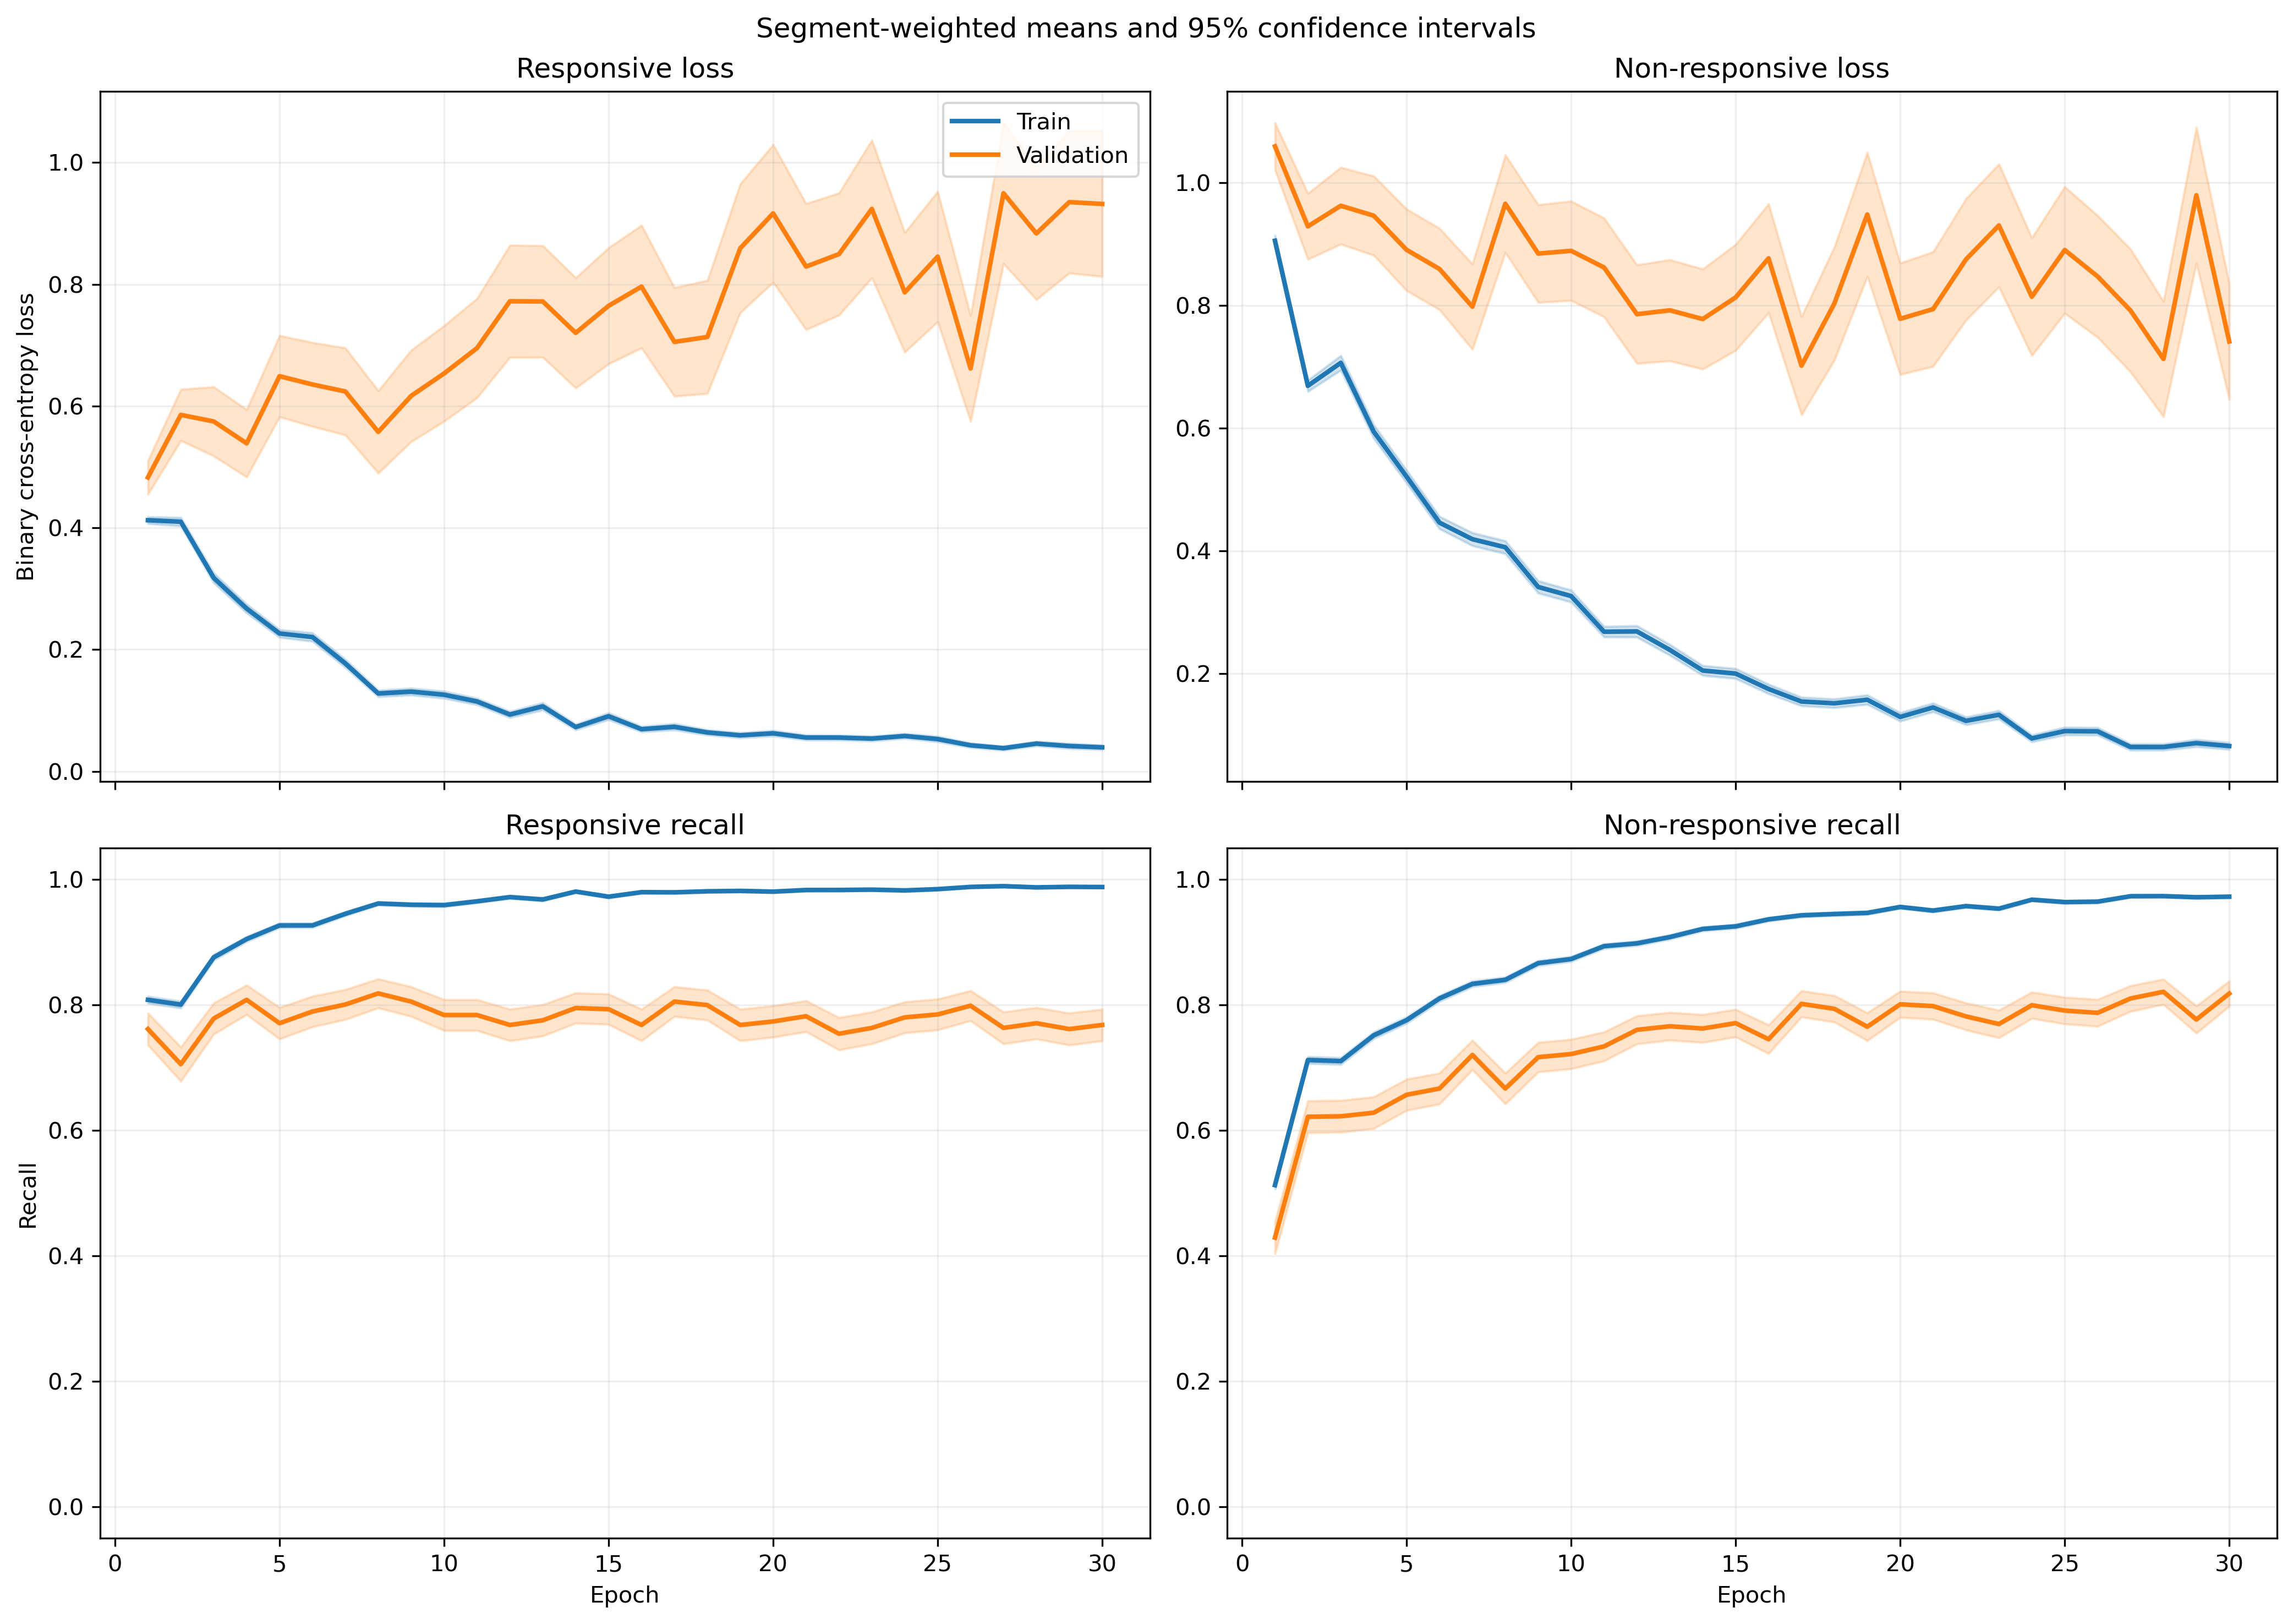 Segment-weighted means and 95% confidence intervals
Responsive loss
Non-responsive loss
Train
Validation
Binary cross-entropy loss
1.0
0.8
0.6
0.4
0.2
0.0
1.0
0.8
0.6
0.4
0.2
Responsive recall
Non-responsive recall
Recall
1.0
0.8
0.6
0.4
0.2
0.0
1.0
0.8
0.6
0.4
0.2
0.0
0 5 10 15 20 25 30
0 5 10 15 20 25 30
Epoch
Epoch